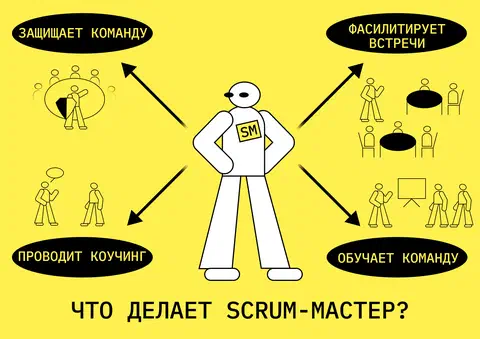 ЗАЩИЩАЕТ КОМАНДУ
ФАСИЛИТИРУЕТ
ВСТРЕЧИ
SM
ПРОВОДИТ КОУЧИНГ
ОБУЧАЕТ КОМАНДУ
ЧТО ДЕЛАЕТ SCRUM-МАСТЕР?